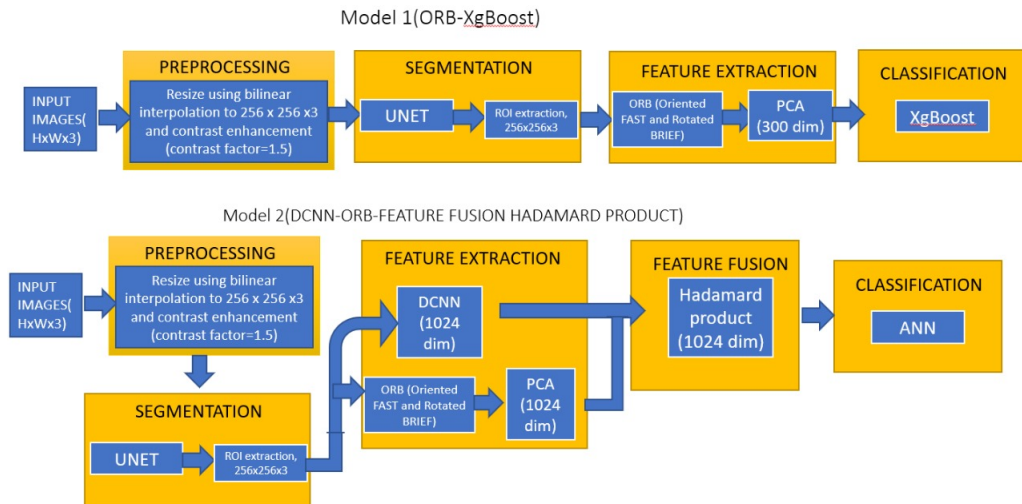 Model 1(ORB-XgBoost)
PREPROCESSING
SEGMENTATION
FEATURE EXTRACTION
CLASSIFICATION
INPUT
IMAGES(
HxWx3)
Resize using bilinear
interpolation to 256 x 256 x3
and contrast enhancement
(contrast factor=1.5)
UNET
ROI extraction,
256x256x3
ORB (Oriented
FAST and Rotated
BRIEF)
PCA
(300 dim)
XgBoost
Model 2(DCNN-ORB-FEATURE FUSION HADAMARD PRODUCT)
PREPROCESSING
FEATURE EXTRACTION
FEATURE FUSION
CLASSIFICATION
INPUT
IMAGES(
HxWx3)
Resize using bilinear
interpolation to 256 x 256 x3
and contrast enhancement
(contrast factor=1.5)
SEGMENTATION
UNET
ROI extraction,
256x256x3
DCNN
(1024
dim)
ORB (Oriented
FAST and Rotated
BRIEF)
PCA
(1024
dim)
Hadamard
product
(1024 dim)
ANN